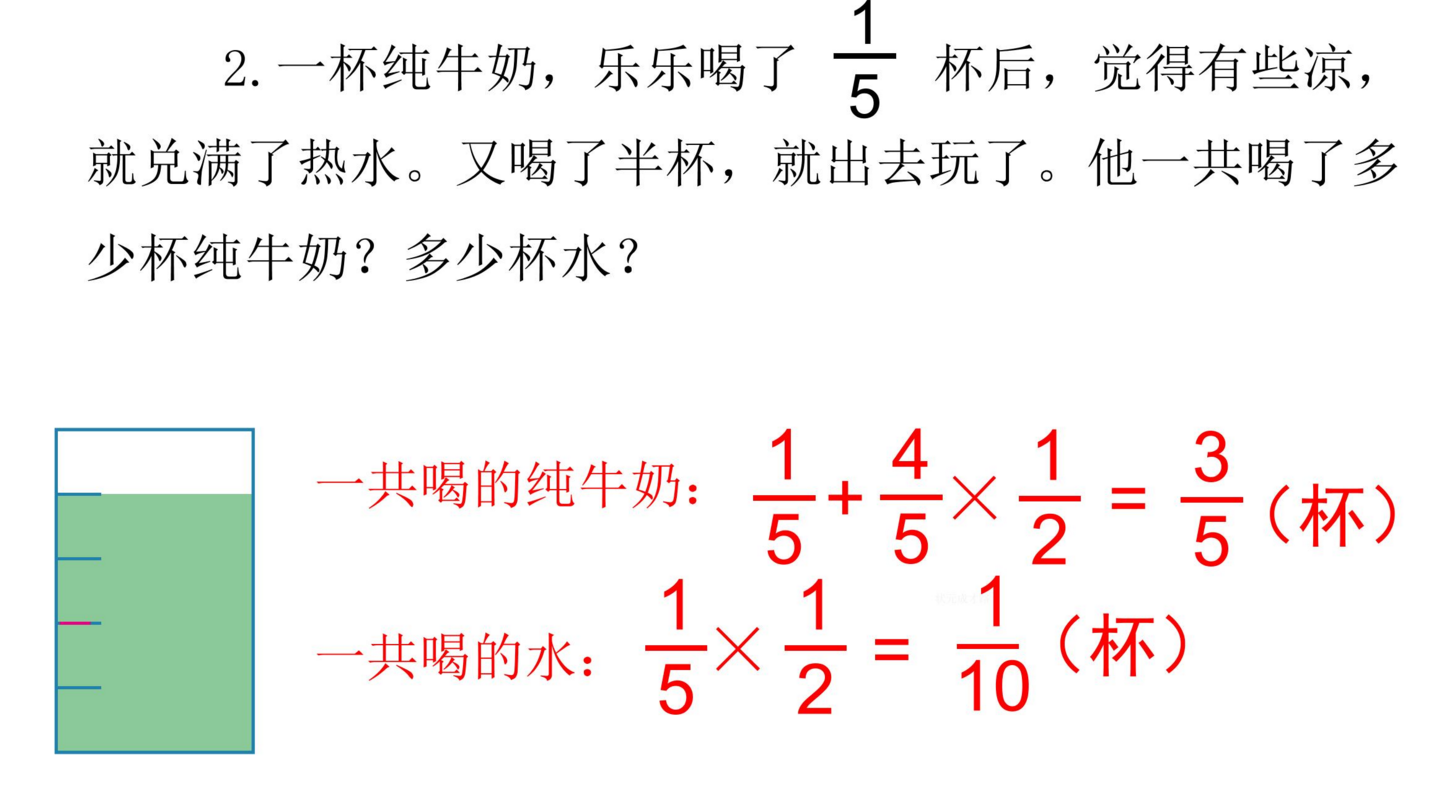 2. 一杯纯牛奶，乐乐喝了 1/5 杯后，觉得有些凉，
就兑满了热水。又喝了半杯，就出去玩了。他一共喝了多
少杯纯牛奶？多少杯水？
一共喝的纯牛奶：1/5+4/5×1/2=3/5（杯）
一共喝的水：1/5×1/2=1/10（杯）